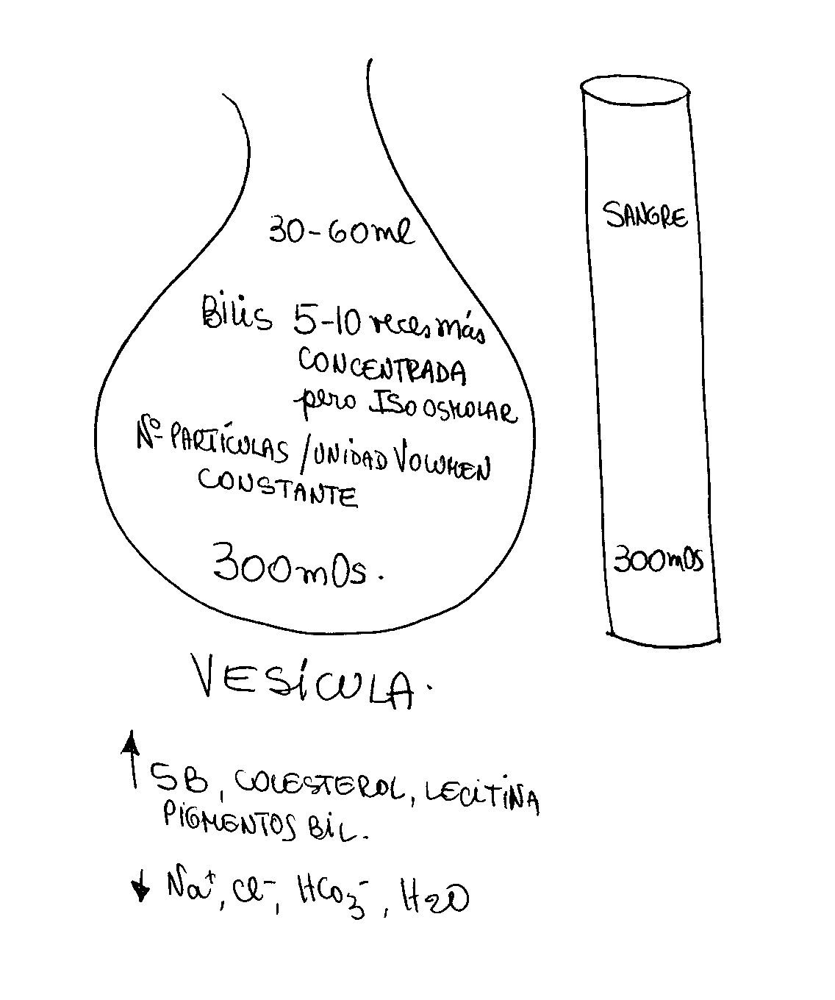 30-60ml
SANGRE
Bilis 5-10 veces más
CONCENTRADA
pero ISOOSMOLAR
Nº PARTÍCULAS / UNIDAD VOLUMEN
CONSTANTE
300mOs.
300mOs
VESÍCULA.
↑ SB, COLESTEROL, LECITINA
PIGMENTOS BIL.
↓ Na⁺, Cl⁻, HCO₃⁻, H2O